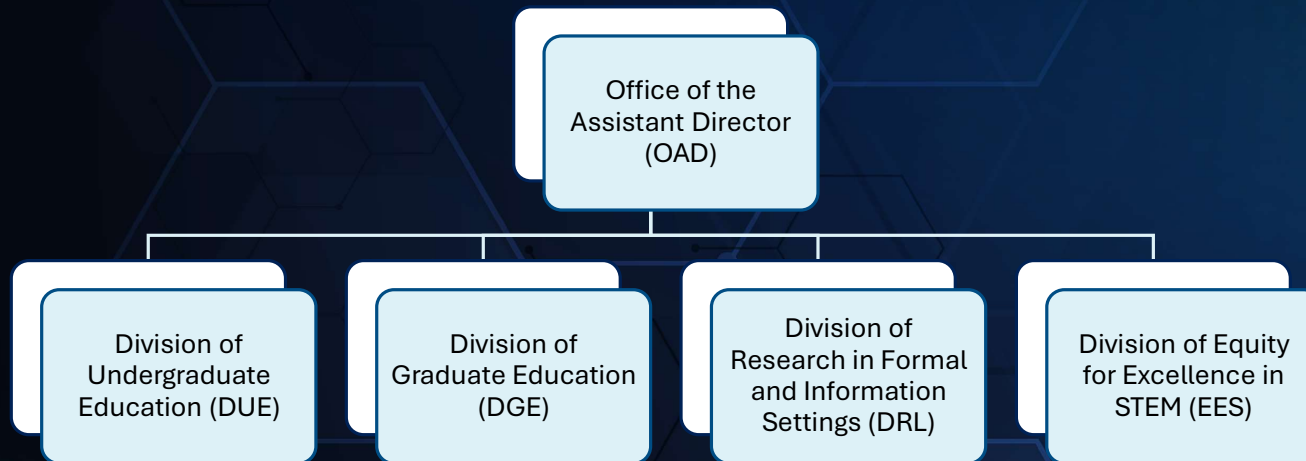 Office of the
Assistant Director
(OAD)
Division of
Undergraduate
Education (DUE)
Division of
Graduate Education
(DGE)
Division of
Research in Formal
and Information
Settings (DRL)
Division of Equity
for Excellence in
STEM (EES)